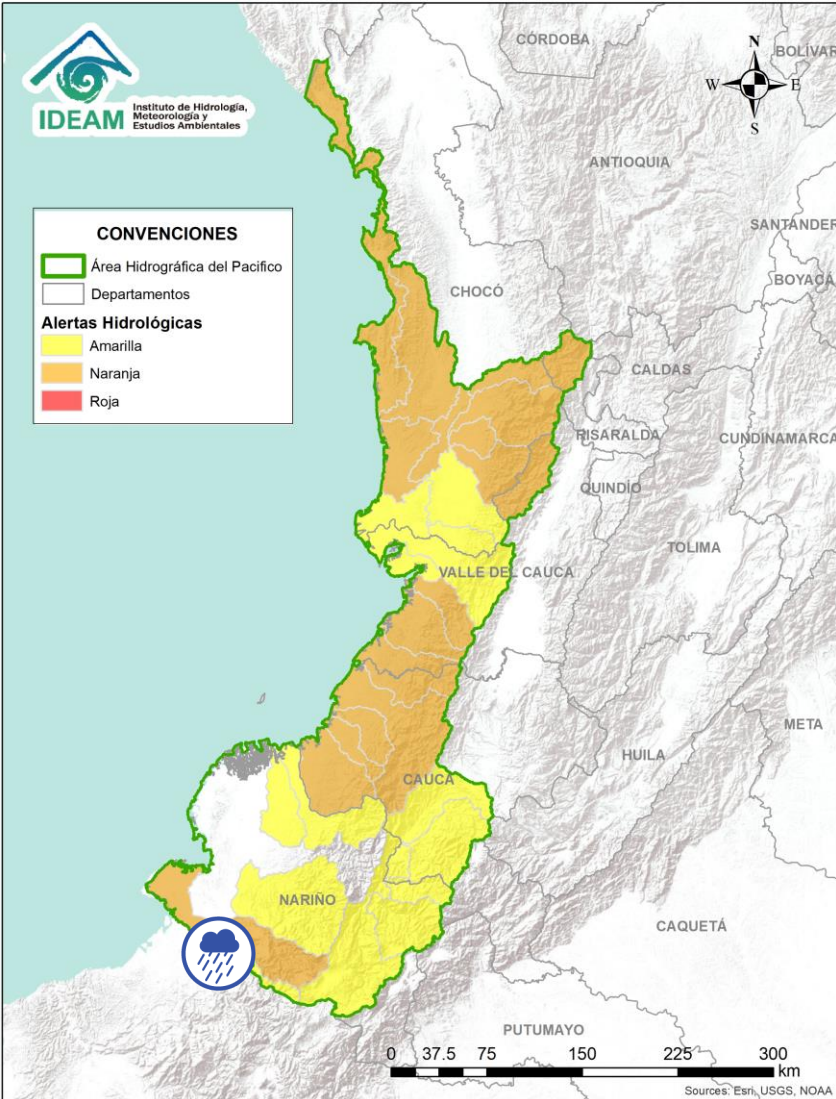 IDEAM
Instituto de Hidrología,
Meteorología y
Estudios Ambientales
N
W
E
S
CÓRDOBA
BOLÍVAR
ANTIOQUIA
SANTANDER
BOYACÁ
CHOCÓ
CALDAS
RISARALDA
CUNDINAMARCA
QUINDÍO
TOLIMA
VALLE DEL CAUCA
META
HUILA
CAUCA
NARIÑO
CAQUETÁ
PUTUMAYO
CONVENCIONES
Área Hidrográfica del Pacifico
Departamentos
Alertas Hidrológicas
Amarilla
Naranja
Roja
0 37.5 75 150 225 300
km
Sources: Esri, USGS, NOAA